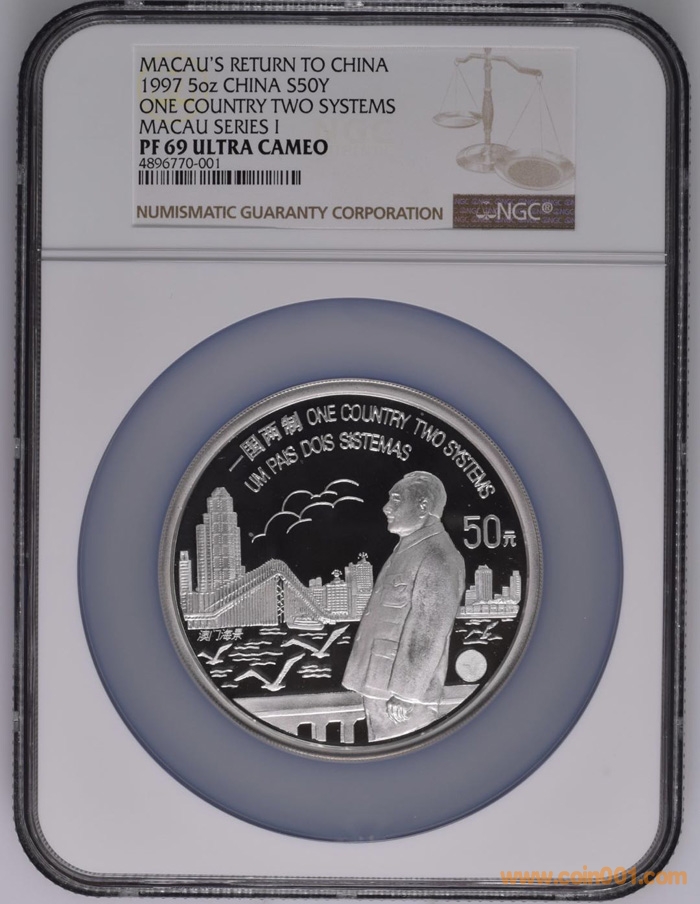 MACAU'S RETURN TO CHINA
1997 5oz CHINA S50Y
ONE COUNTRY TWO SYSTEMS
MACAU SERIES I
PF 69 ULTRA CAMEO
4896770-001
NUMISMATIC GUARANTY CORPORATION
NGC®
一国两制 ONE COUNTRY TWO SYSTEMS
UM PAIS DOIS SISTEMAS
50元
澳门海景
www.coin001.com